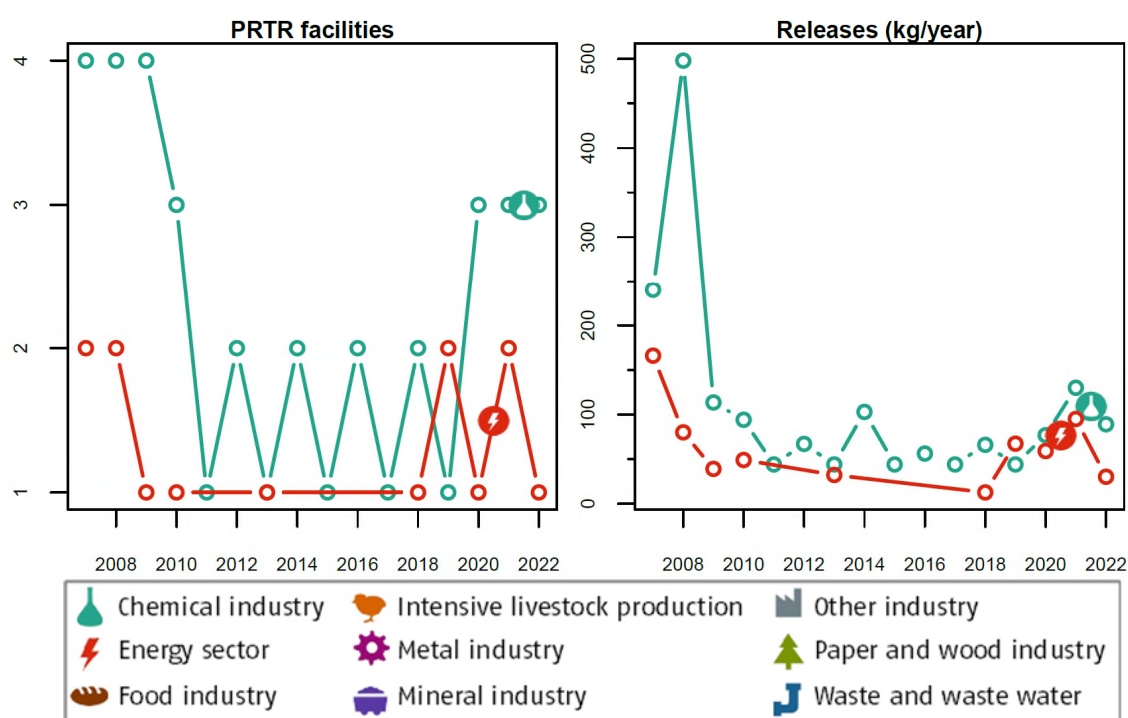 PRTR facilities
Releases (kg/year)
4
3
2
1
500
400
300
200
100
0
2008 2010 2012 2014 2016 2018 2020 2022
2008 2010 2012 2014 2016 2018 2020 2022
Chemical industry
Intensive livestock production
Other industry
Energy sector
Metal industry
Paper and wood industry
Food industry
Mineral industry
Waste and waste water